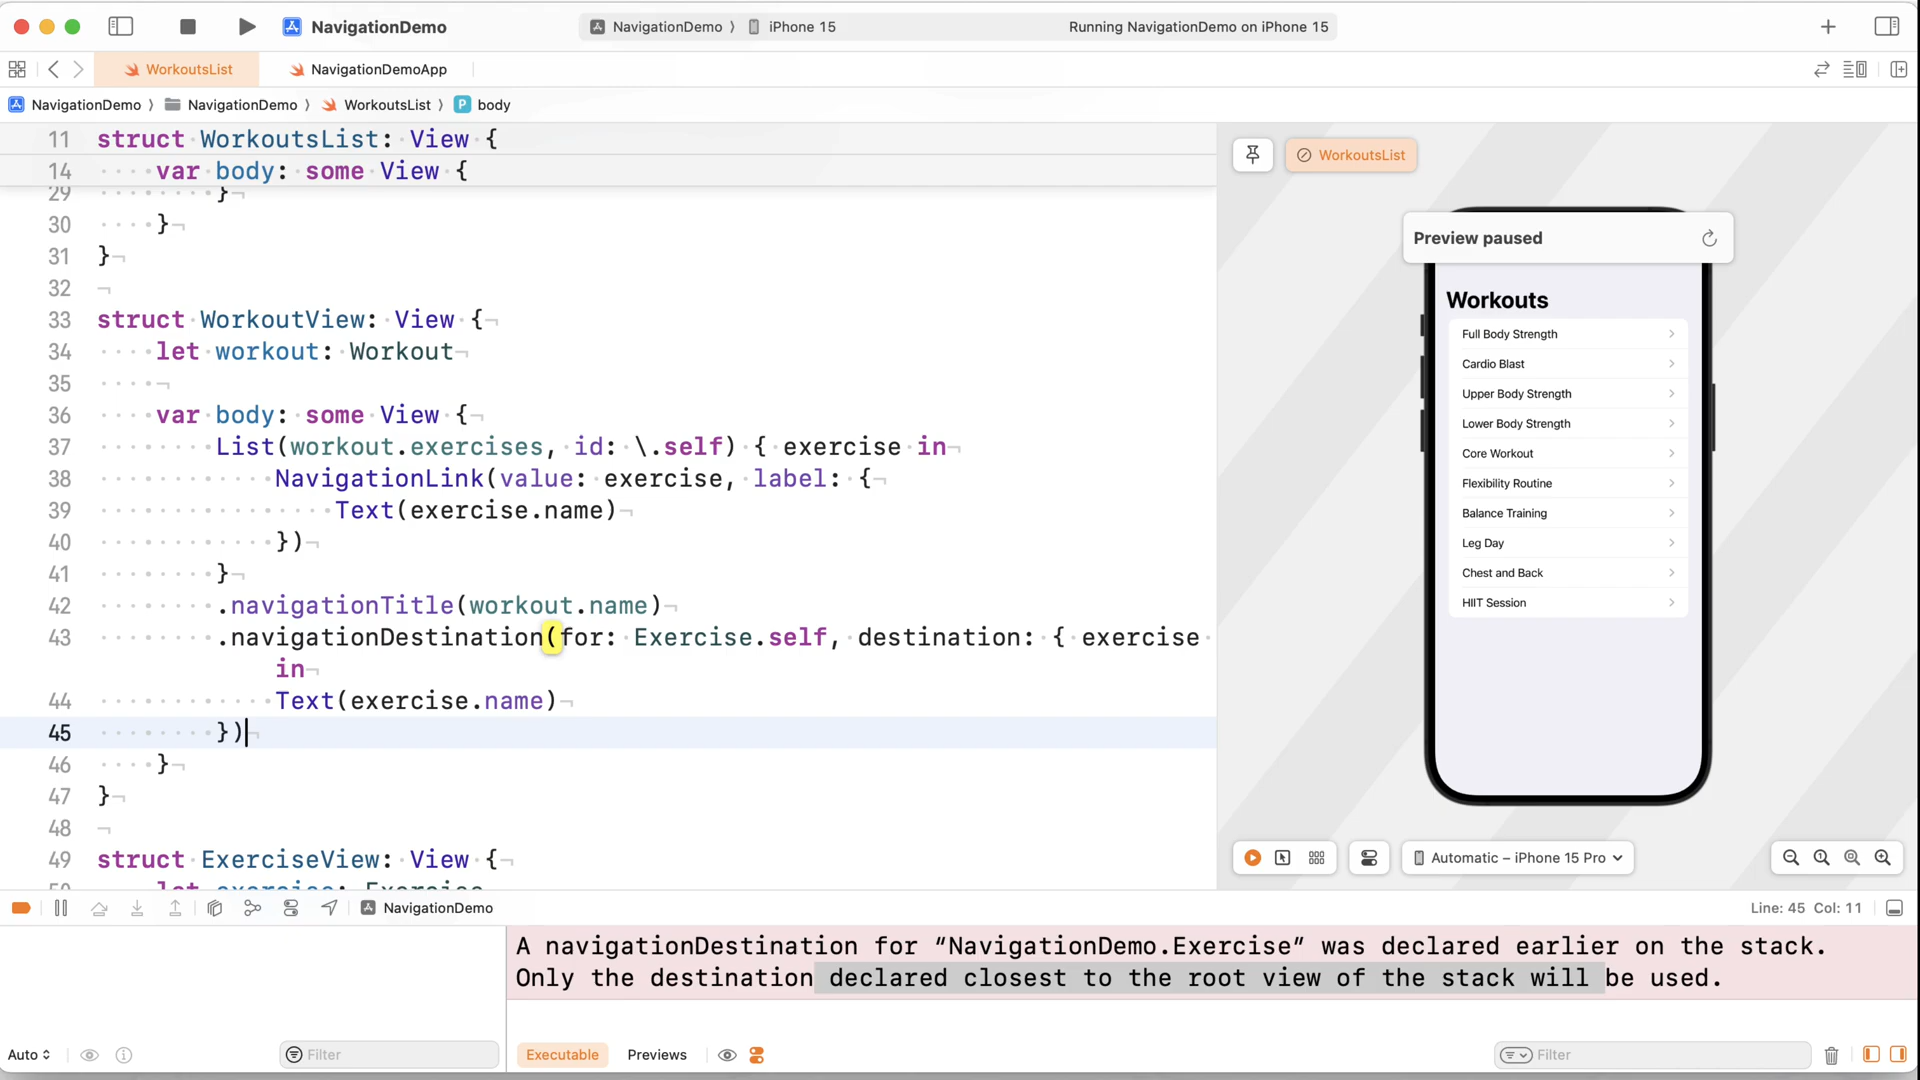 NavigationDemo
NavigationDemo 〉 iPhone 15
Running NavigationDemo on iPhone 15
WorkoutsList
NavigationDemoApp
NavigationDemo 〉 NavigationDemo 〉 WorkoutsList 〉 P body
11 struct WorkoutsList: View {
14 var body: some View {
29 }
30 }
31 }
32
33 struct WorkoutView: View {
34 let workout: Workout
35
36 var body: some View {
37 List(workout.exercises, id: \.self) { exercise in
38 NavigationLink(value: exercise, label: {
39 Text(exercise.name)
40 })
41 }
42 .navigationTitle(workout.name)
43 .navigationDestination(for: Exercise.self, destination: { exercise
in
44 Text(exercise.name)
45 })
46 }
47 }
48
49 struct ExerciseView: View {
50 let exercise: Exercise
WorkoutsList
Preview paused
Workouts
Full Body Strength
Cardio Blast
Upper Body Strength
Lower Body Strength
Core Workout
Flexibility Routine
Balance Training
Leg Day
Chest and Back
HIIT Session
Automatic – iPhone 15 Pro
NavigationDemo
Line: 45 Col: 11
A navigationDestination for “NavigationDemo.Exercise” was declared earlier on the stack.
Only the destination declared closest to the root view of the stack will be used.
Auto
Filter
Executable
Previews
Filter